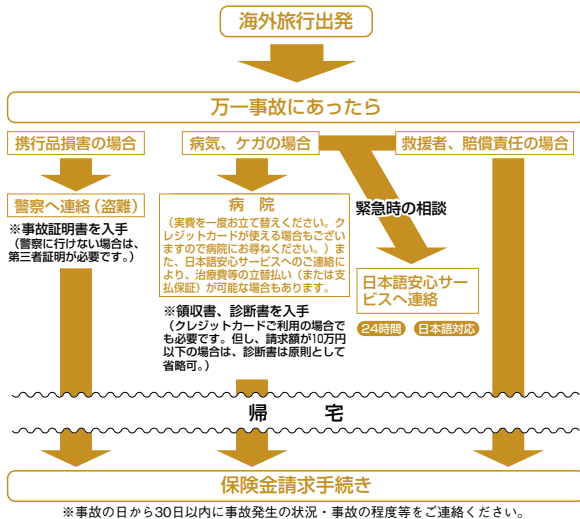 海外旅行出発
万一事故にあったら
携行品損害の場合
警察へ連絡（盗難）
※事故証明書を入手
（警察に行けない場合は、
第三者証明が必要です。）
病気、ケガの場合
病　院
（実費を一度お立て替えください。ク
レジットカードが使える場合もござい
ますので病院にお尋ねください。）ま
た、日本語安心サービスへのご連絡に
より、治療費等の立替払い（または支
払保証）が可能な場合もあります。
※領収書、診断書を入手
（クレジットカードご利用の場合で
も必要です。但し、請求額が10万円
以下の場合は、診断書は原則として
省略可。）
救援者、賠償責任の場合
緊急時の相談
日本語安心サー
ビスへ連絡
24時間
日本語対応
帰　宅
保険金請求手続き
※事故の日から30日以内に事故発生の状況・事故の程度等をご連絡ください。